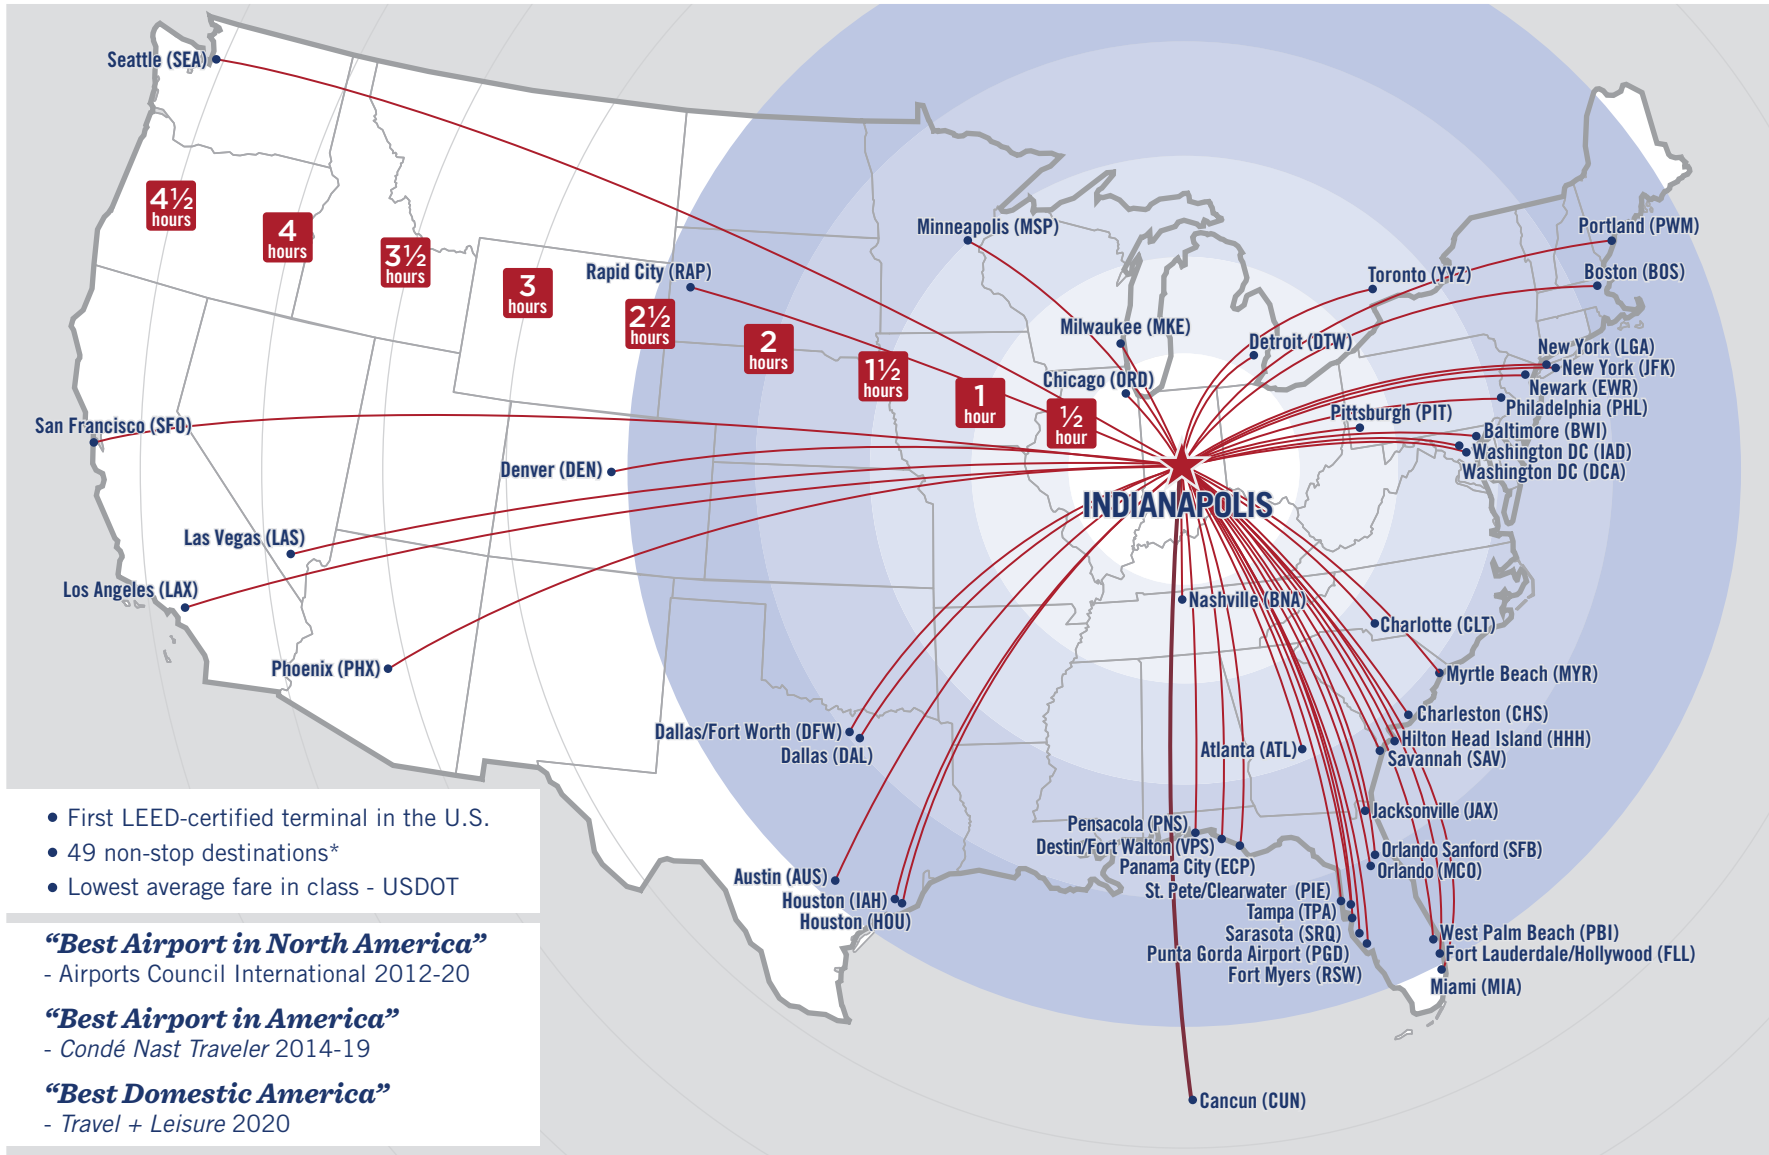 Seattle (SEA)
4½
hours
4
hours
3½
hours
3
hours
2½
hours
2
hours
1½
hours
1
hour
½
hour
Minneapolis (MSP)
Portland (PWM)
Rapid City (RAP)
Toronto (YYZ)
Boston (BOS)
Milwaukee (MKE)
Detroit (DTW)
New York (LGA)
New York (JFK)
Chicago (ORD)
Newark (EWR)
Philadelphia (PHL)
Pittsburgh (PIT)
San Francisco (SFO)
Baltimore (BWI)
Washington DC (IAD)
Denver (DEN)
Washington DC (DCA)
INDIANAPOLIS
Las Vegas (LAS)
Los Angeles (LAX)
Nashville (BNA)
Charlotte (CLT)
Phoenix (PHX)
Myrtle Beach (MYR)
Charleston (CHS)
Dallas/Fort Worth (DFW)
Hilton Head Island (HHH)
Dallas (DAL)
Atlanta (ATL)
Savannah (SAV)
Jacksonville (JAX)
Pensacola (PNS)
Destin/Fort Walton (VPS)
Orlando Sanford (SFB)
Panama City (ECP)
Orlando (MCO)
Austin (AUS)
St. Pete/Clearwater (PIE)
Houston (IAH)
Tampa (TPA)
Houston (HOU)
Sarasota (SRQ)
West Palm Beach (PBI)
Punta Gorda Airport (PGD)
Fort Lauderdale/Hollywood (FLL)
Fort Myers (RSW)
Miami (MIA)
Cancun (CUN)
• First LEED-certified terminal in the U.S.
• 49 non-stop destinations*
• Lowest average fare in class - USDOT
“Best Airport in North America”
- Airports Council International 2012-20
“Best Airport in America”
- Condé Nast Traveler 2014-19
“Best Domestic America”
- Travel + Leisure 2020